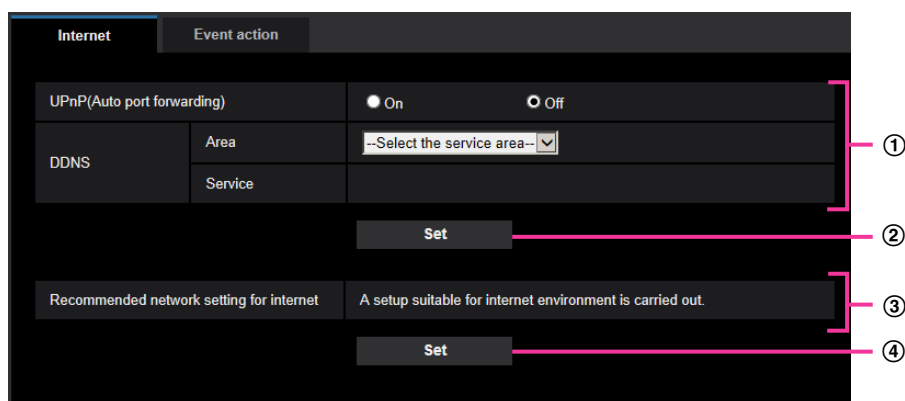 Internet Event action
UPnP(Auto port forwarding) On Off
DDNS
Area --Select the service area--
Service
①
Set ②
Recommended network setting for internet A setup suitable for internet environment is carried out. ③
Set ④